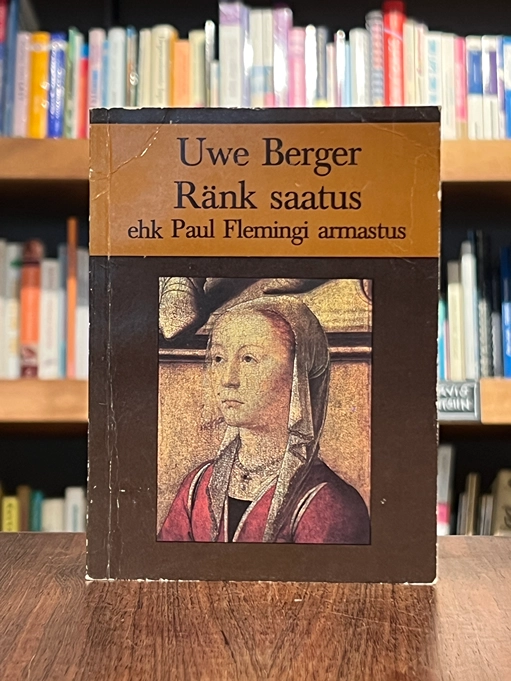 Uwe Berger
Ränk saatus
ehk Paul Flemingi armastus